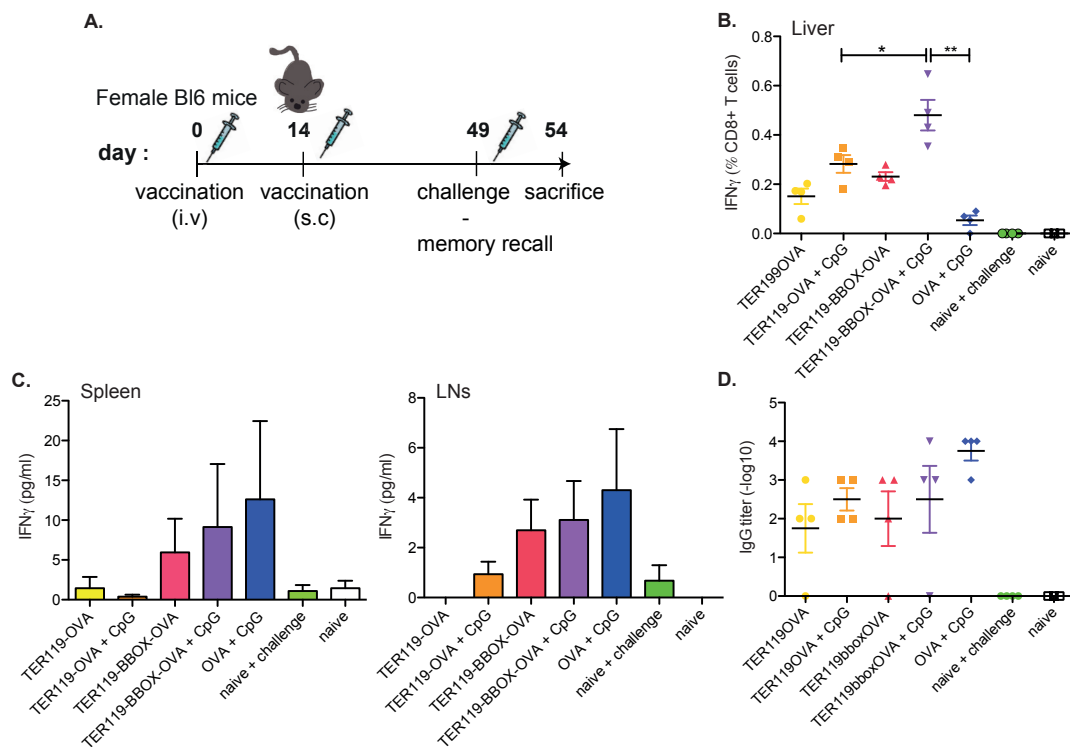 A.
Female Bl6 mice
0 14 49 54
day :
vaccination vaccination challenge sacrifice
(i.v) (s.c) -
memory recall
B. Liver
* **
IFNγ (% CD8+ T cells)
0.8
0.6
0.4
0.2
0.0
TER199OVA
TER119-OVA + CpG
TER119-BBOX-OVA
TER119-BBOX-OVA + CpG
OVA + CpG
naive + challenge
naive
C. Spleen
IFNγ (pg/ml)
25
20
15
10
5
0
TER119-OVA
TER119-OVA + CpG
TER119-BBOX-OVA
TER119-BBOX-OVA + CpG
OVA + CpG
naive + challenge
naive
LNs
IFNγ (pg/ml)
8
6
4
2
0
TER119-OVA
TER119-OVA + CpG
TER119-BBOX-OVA
TER119-BBOX-OVA + CpG
OVA + CpG
naive + challenge
naive
D.
IgG titer (-log10)
5
4
3
2
1
0
TER119OVA
TER119OVA + CpG
TER119bboxOVA
TER119bboxOVA + CpG
OVA + CpG
naive + challenge
naive